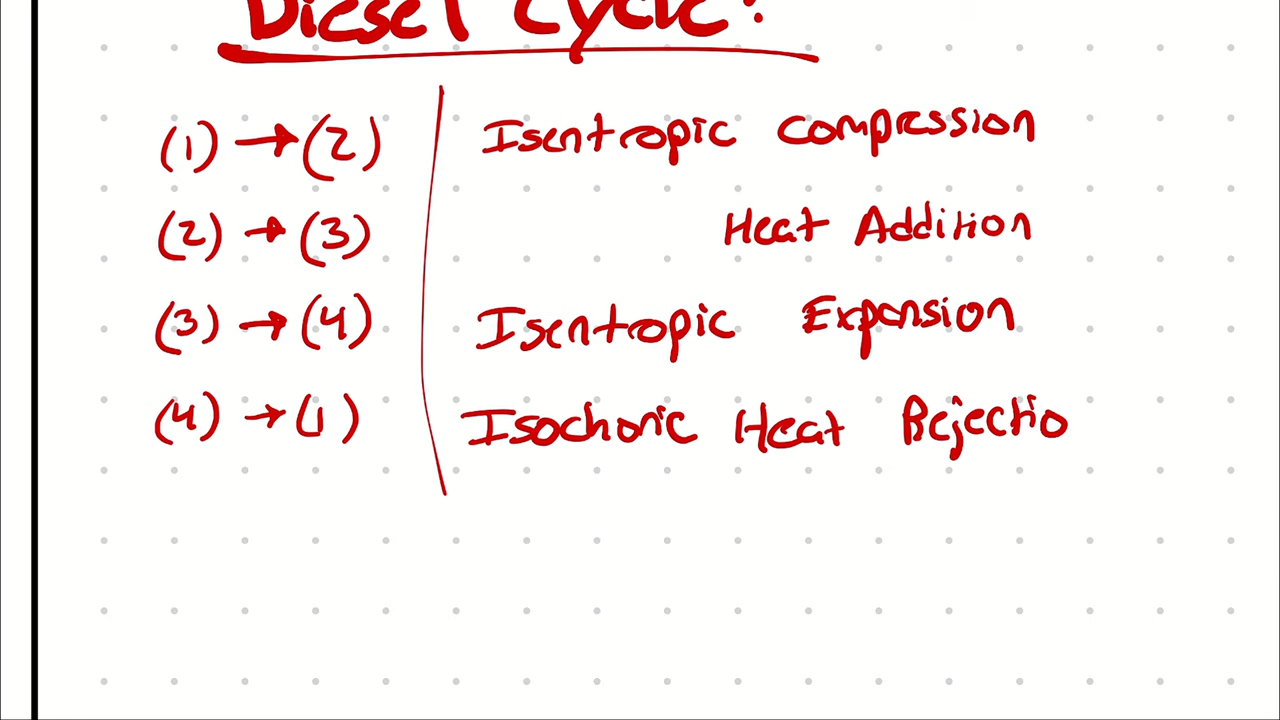 Diesel Cycle:
(1) → (2) Isentropic Compression
(2) → (3) Heat Addition
(3) → (4) Isentropic Expansion
(4) → (1) Isochoric Heat Rejectio